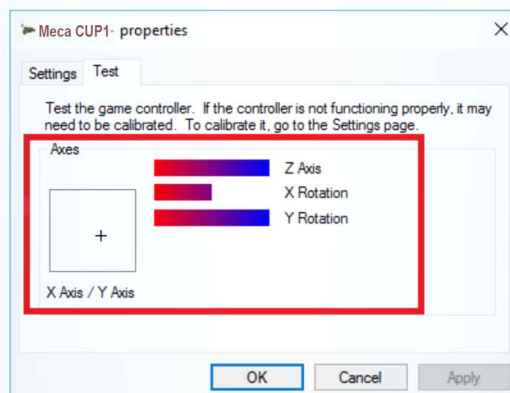 Meca CUP1- properties
Settings Test
Test the game controller. If the controller is not functioning properly, it may
need to be calibrated. To calibrate it, go to the Settings page.
Axes
Z Axis
X Rotation
Y Rotation
X Axis / Y Axis
OK Cancel Apply